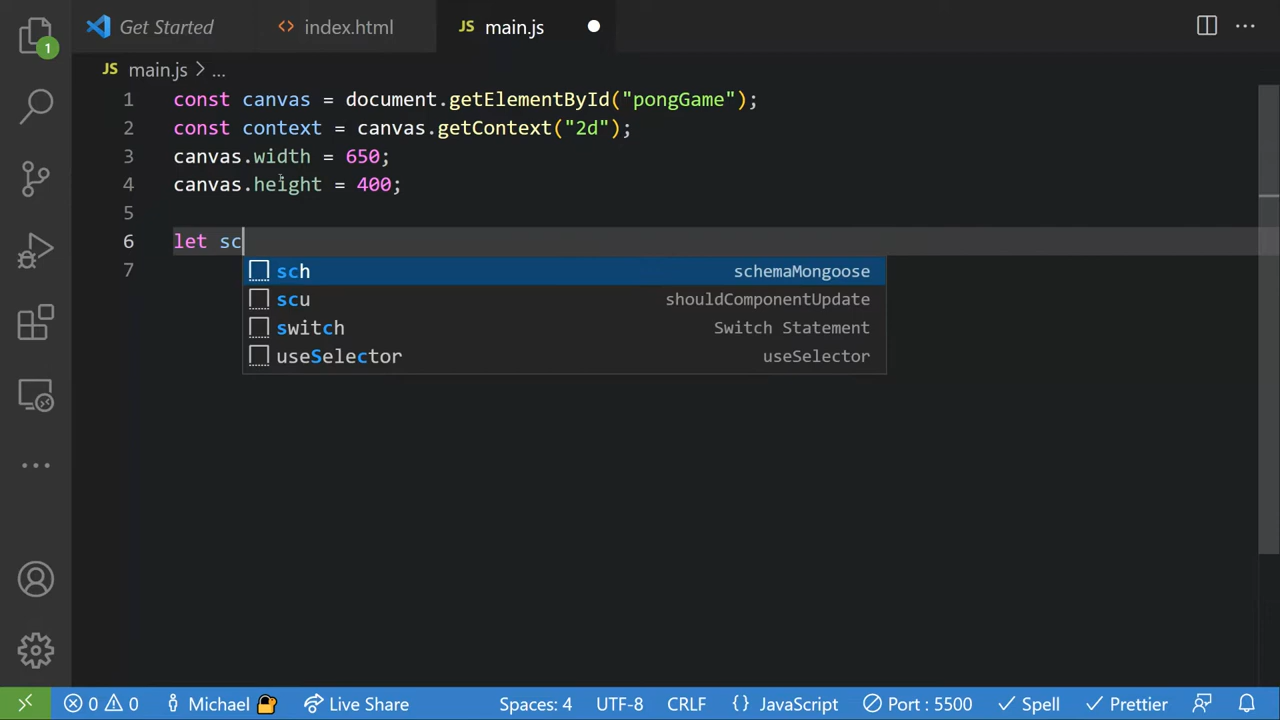 Get Started
<> index.html
JS main.js
1
JS main.js > ...
1 const canvas = document.getElementById("pongGame");
2 const context = canvas.getContext("2d");
3 canvas.width = 650;
4 canvas.height = 400;
5
6 let sc
7
sch schemaMongoose
scu shouldComponentUpdate
switch Switch Statement
useSelector useSelector
0 0 Michael Live Share Spaces: 4 UTF-8 CRLF {} JavaScript Port : 5500 Spell Prettier